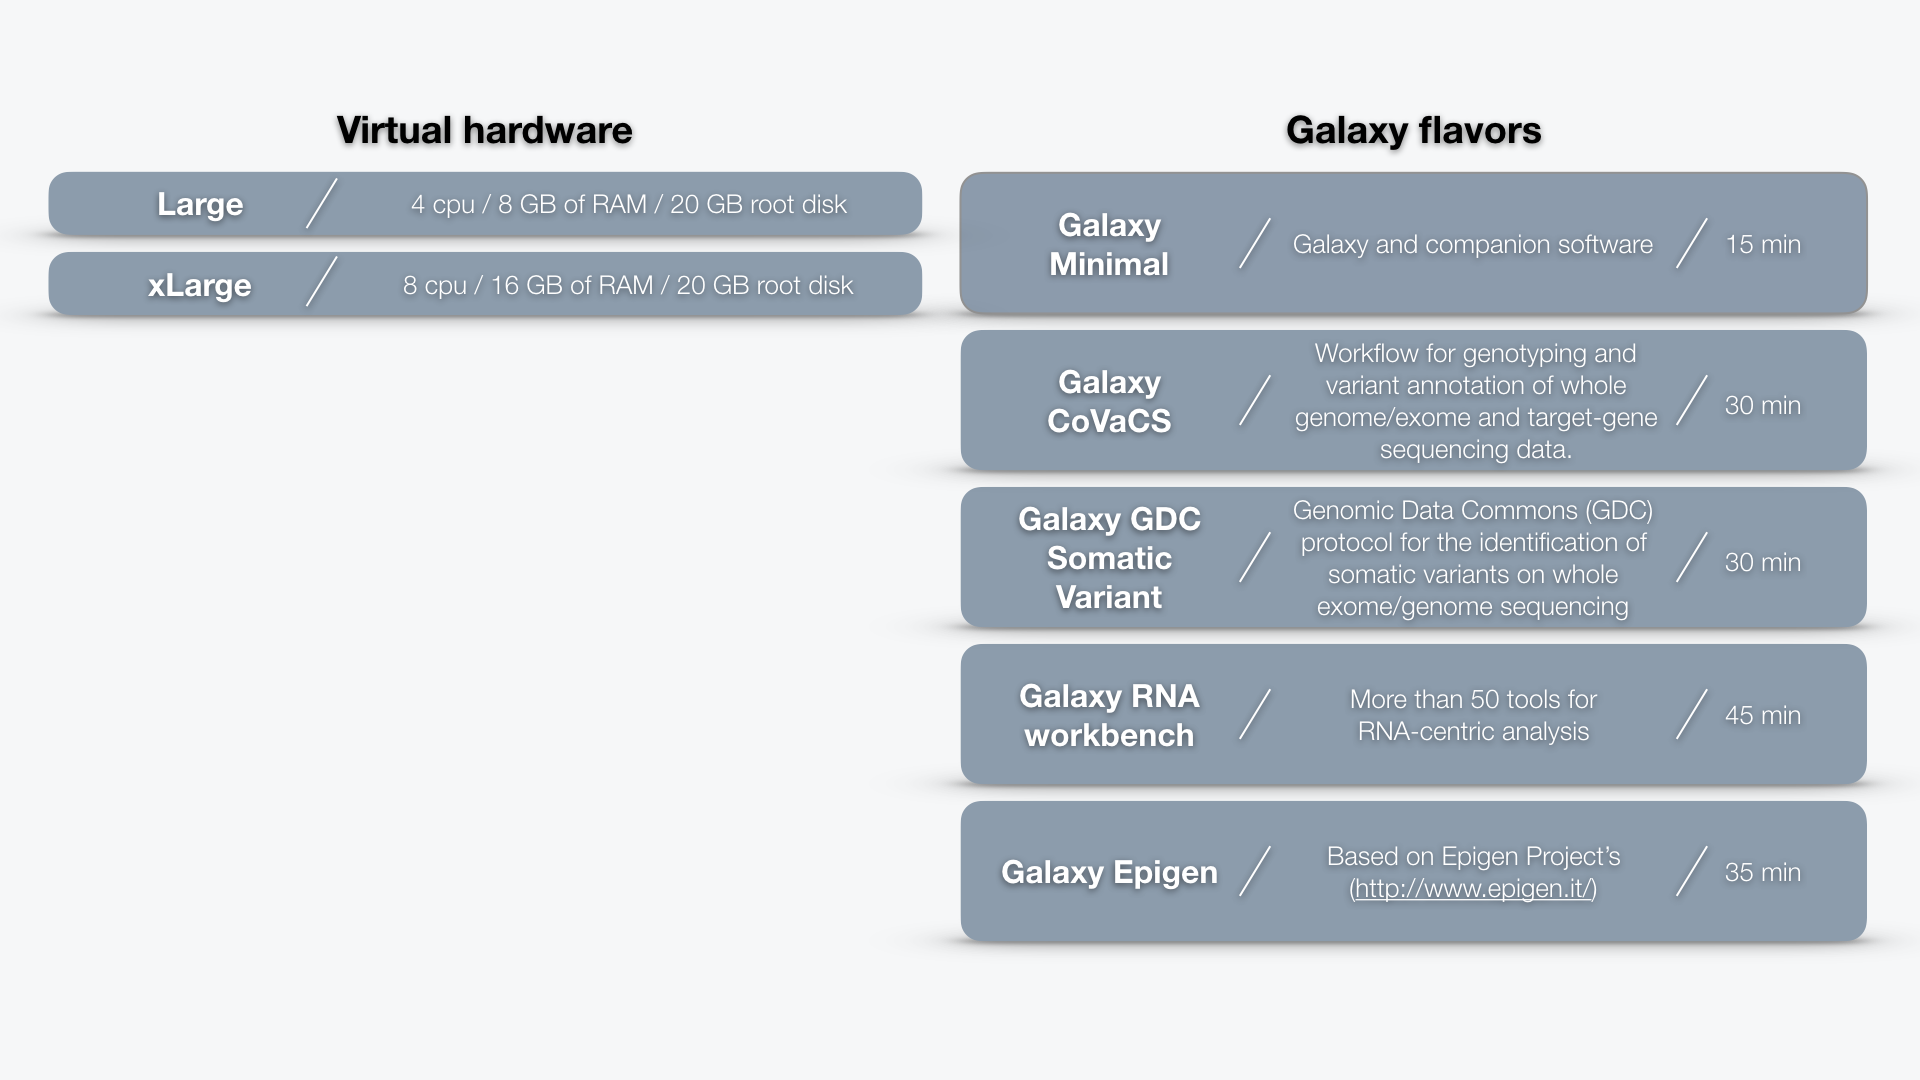 Virtual hardware
Large
4 cpu / 8 GB of RAM / 20 GB root disk
xLarge
8 cpu / 16 GB of RAM / 20 GB root disk
Galaxy flavors
Galaxy
Minimal
Galaxy and companion software
15 min
Galaxy
CoVaCS
Workflow for genotyping and
variant annotation of whole
genome/exome and target-gene
sequencing data.
30 min
Galaxy GDC
Somatic
Variant
Genomic Data Commons (GDC)
protocol for the identification of
somatic variants on whole
exome/genome sequencing
30 min
Galaxy RNA
workbench
More than 50 tools for
RNA-centric analysis
45 min
Galaxy Epigen
Based on Epigen Project’s
(http://www.epigen.it/)
35 min